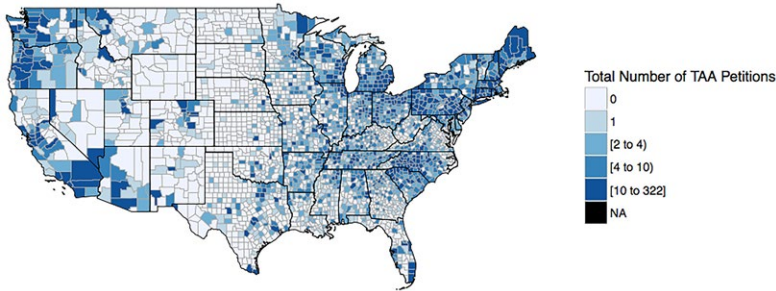 Total Number of TAA Petitions
0
1
[2 to 4)
[4 to 10)
[10 to 322]
NA